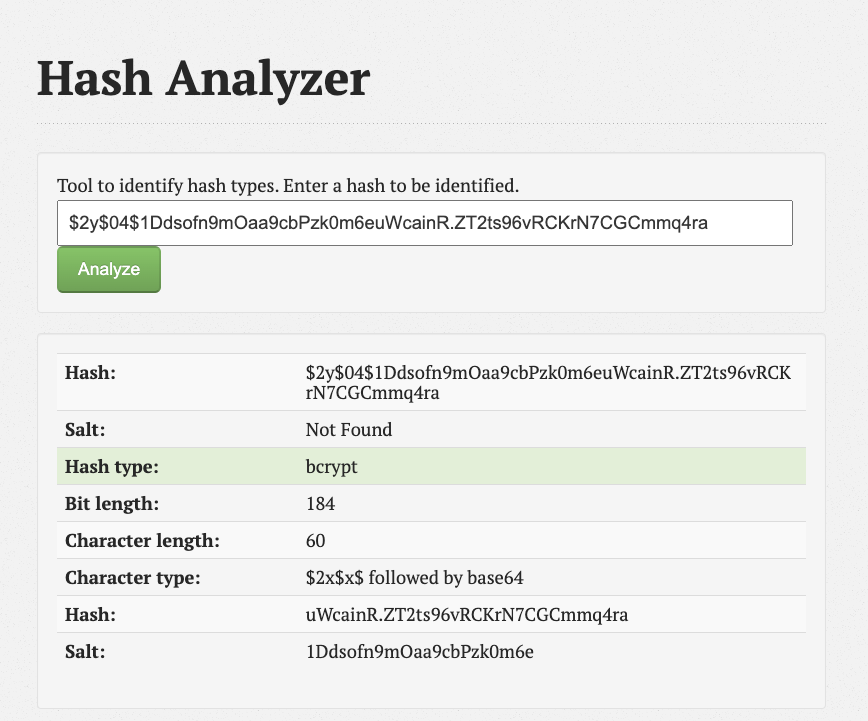 Hash Analyzer
Tool to identify hash types. Enter a hash to be identified.
$2y$04$1Ddsofn9mOaa9cbPzk0m6euWcainR.ZT2ts96vRCKrN7CGCmmq4ra
Analyze
Hash: $2y$04$1Ddsofn9mOaa9cbPzk0m6euWcainR.ZT2ts96vRCK
rN7CGCmmq4ra
Salt: Not Found
Hash type: bcrypt
Bit length: 184
Character length: 60
Character type: $2x$x$ followed by base64
Hash: uWcainR.ZT2ts96vRCKrN7CGCmmq4ra
Salt: 1Ddsofn9mOaa9cbPzk0m6e